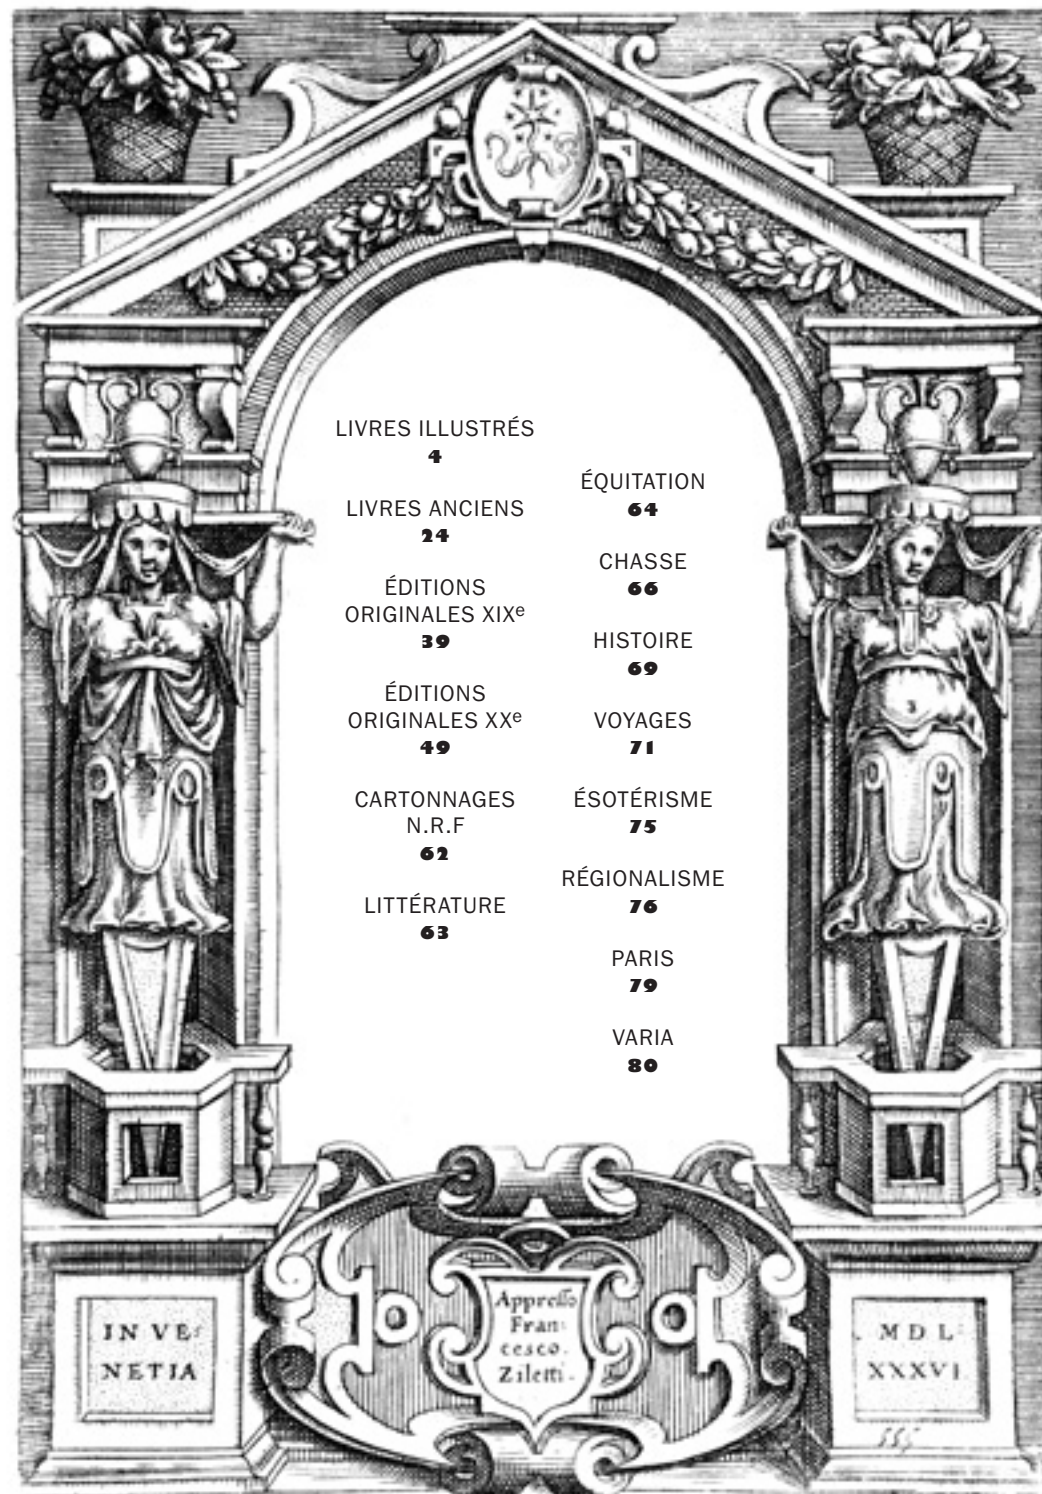 LIVRES ILLUSTRÉS
4
LIVRES ANCIENS
24
ÉDITIONS
ORIGINALES XIXe
39
ÉDITIONS
ORIGINALES XXe
49
CARTONNAGES
N.R.F
62
LITTÉRATURE
63
ÉQUITATION
64
CHASSE
66
HISTOIRE
69
VOYAGES
71
ÉSOTÉRISME
75
RÉGIONALISME
76
PARIS
79
VARIA
80
IN VE-
NETIA
Appresso
Fran-
cesco.
Ziletti.
MDL-
XXXVI